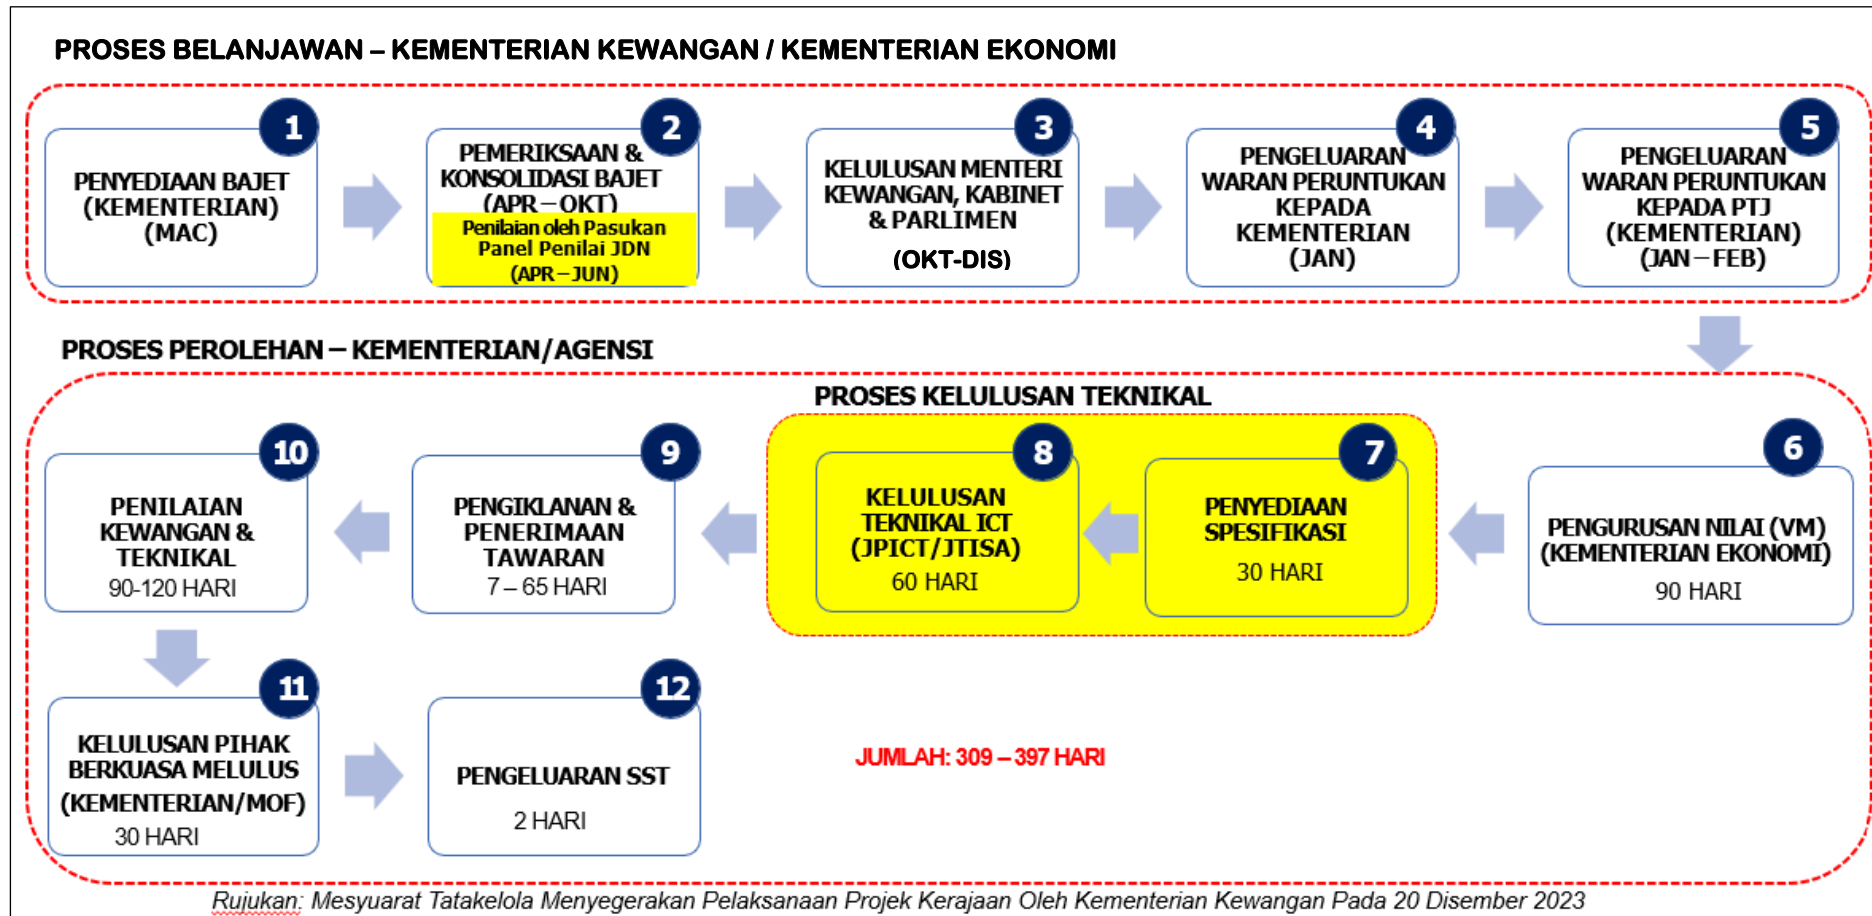 PROSES BELANJAWAN – KEMENTERIAN KEWANGAN / KEMENTERIAN EKONOMI
1
PENYEDIAAN BAJET
(KEMENTERIAN)
(MAC)
2
PEMERIKSAAN &
KONSOLIDASI BAJET
(APR – OKT)
Penilaian oleh Pasukan
Panel Penilai JDN
(APR – JUN)
3
KELULUSAN MENTERI
KEWANGAN, KABINET
& PARLIMEN
(OKT-DIS)
4
PENGELUARAN
WARAN PERUNTUKAN
KEPADA
KEMENTERIAN
(JAN)
5
PENGELUARAN
WARAN PERUNTUKAN
KEPADA PTJ
(KEMENTERIAN)
(JAN – FEB)
PROSES PEROLEHAN – KEMENTERIAN/AGENSI
PROSES KELULUSAN TEKNIKAL
6
PENGURUSAN NILAI (VM)
(KEMENTERIAN EKONOMI)
90 HARI
7
PENYEDIAAN
SPESIFIKASI
30 HARI
8
KELULUSAN
TEKNIKAL ICT
(JPICT/JTISA)
60 HARI
9
PENGIKLANAN &
PENERIMAAN
TAWARAN
7 – 65 HARI
10
PENILAIAN
KEWANGAN &
TEKNIKAL
90-120 HARI
11
KELULUSAN PIHAK
BERKUASA MELULUS
(KEMENTERIAN/MOF)
30 HARI
12
PENGELUARAN SST
2 HARI
JUMLAH: 309 – 397 HARI
Rujukan: Mesyuarat Tatakelola Menyegerakan Pelaksanaan Projek Kerajaan Oleh Kementerian Kewangan Pada 20 Disember 2023